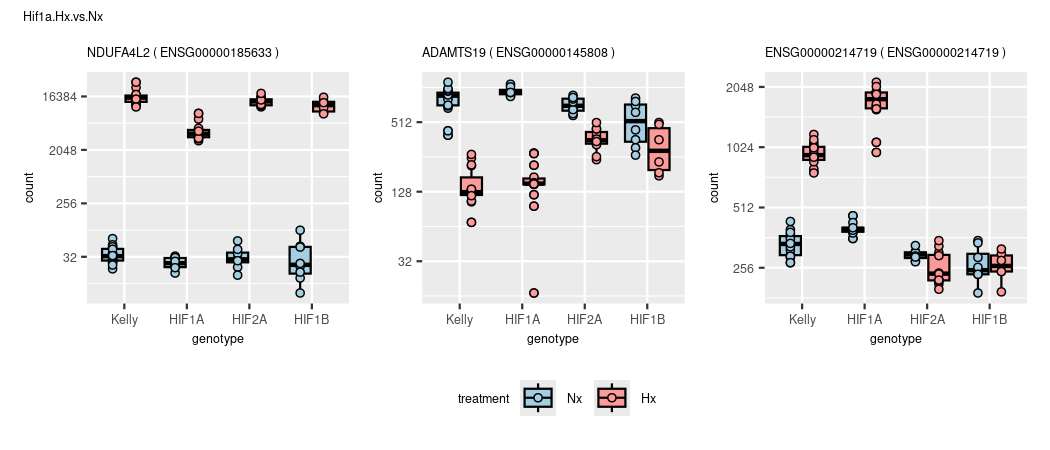 Hif1a.Hx.vs.Nx
NDUFA4L2 ( ENSG00000185633 )
16384
2048
256
32
count
Kelly HIF1A HIF2A HIF1B
genotype
ADAMTS19 ( ENSG00000145808 )
512
128
32
count
Kelly HIF1A HIF2A HIF1B
genotype
ENSG00000214719 ( ENSG00000214719 )
2048
1024
512
256
count
Kelly HIF1A HIF2A HIF1B
genotype
treatment Nx Hx